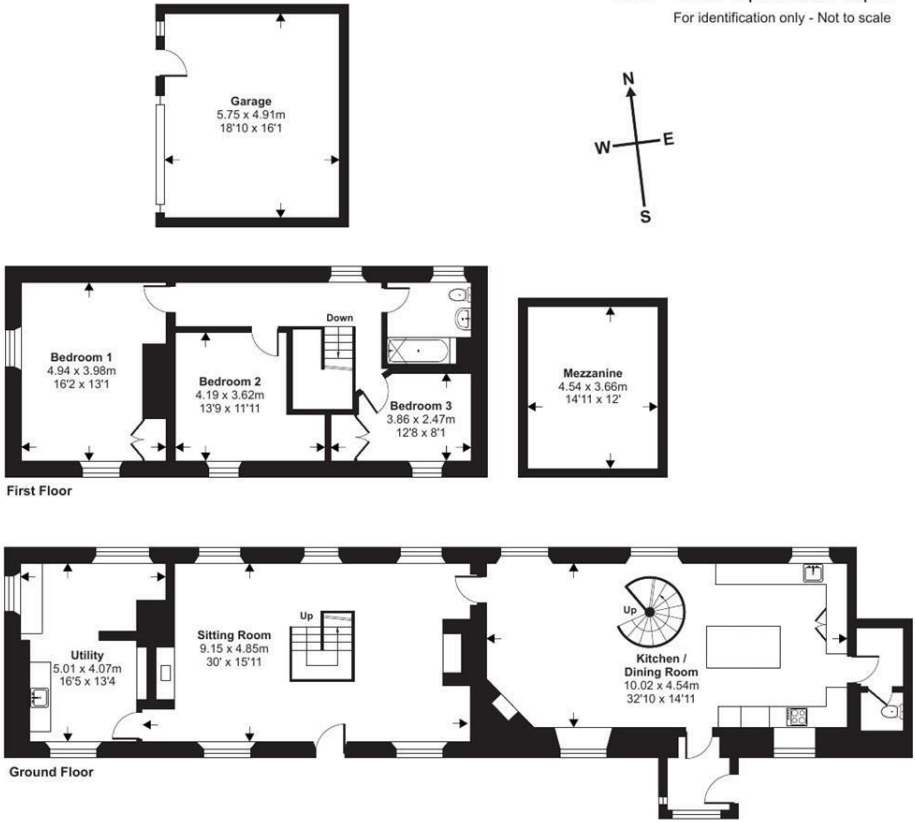 For identification only - Not to scale
Garage
5.75 x 4.91m
18'10 x 16'1
N
W
E
S
Down
Bedroom 1
4.94 x 3.98m
16'2 x 13'1
Bedroom 2
4.19 x 3.62m
13'9 x 11'11
Bedroom 3
3.86 x 2.47m
12'8 x 8'1
Mezzanine
4.54 x 3.66m
14'11 x 12'
First Floor
Utility
5.01 x 4.07m
16'5 x 13'4
Up
Sitting Room
9.15 x 4.85m
30' x 15'11
Up
Kitchen /
Dining Room
10.02 x 4.54m
32'10 x 14'11
Ground Floor